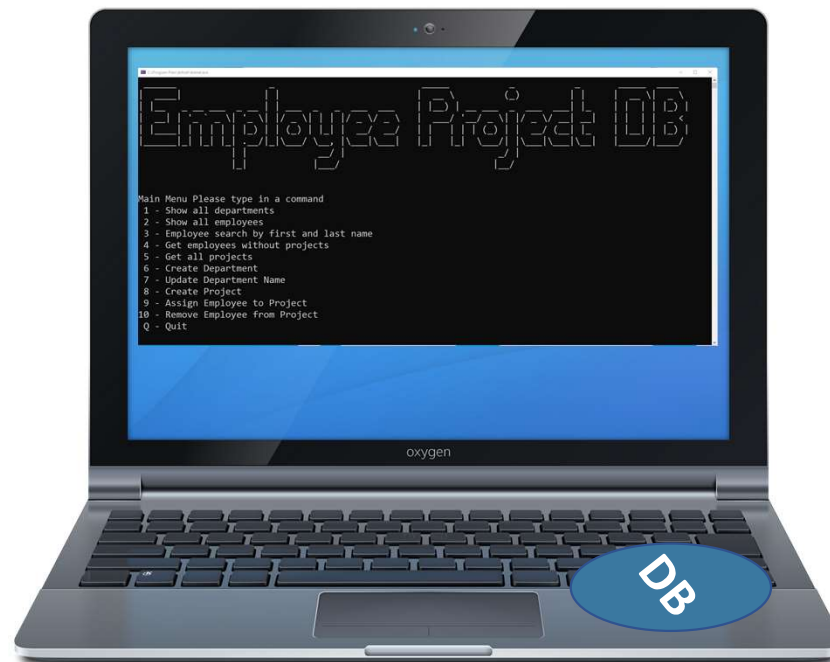 Employee Project DB
Main Menu Please type in a command
1 - Show all departments
2 - Show all employees
3 - Employee search by first and last name
4 - Get employees without projects
5 - Get all projects
6 - Create Department
7 - Update Department Name
8 - Create Project
9 - Assign Employee to Project
10 - Remove Employee from Project
Q - Quit
oxygen
DB